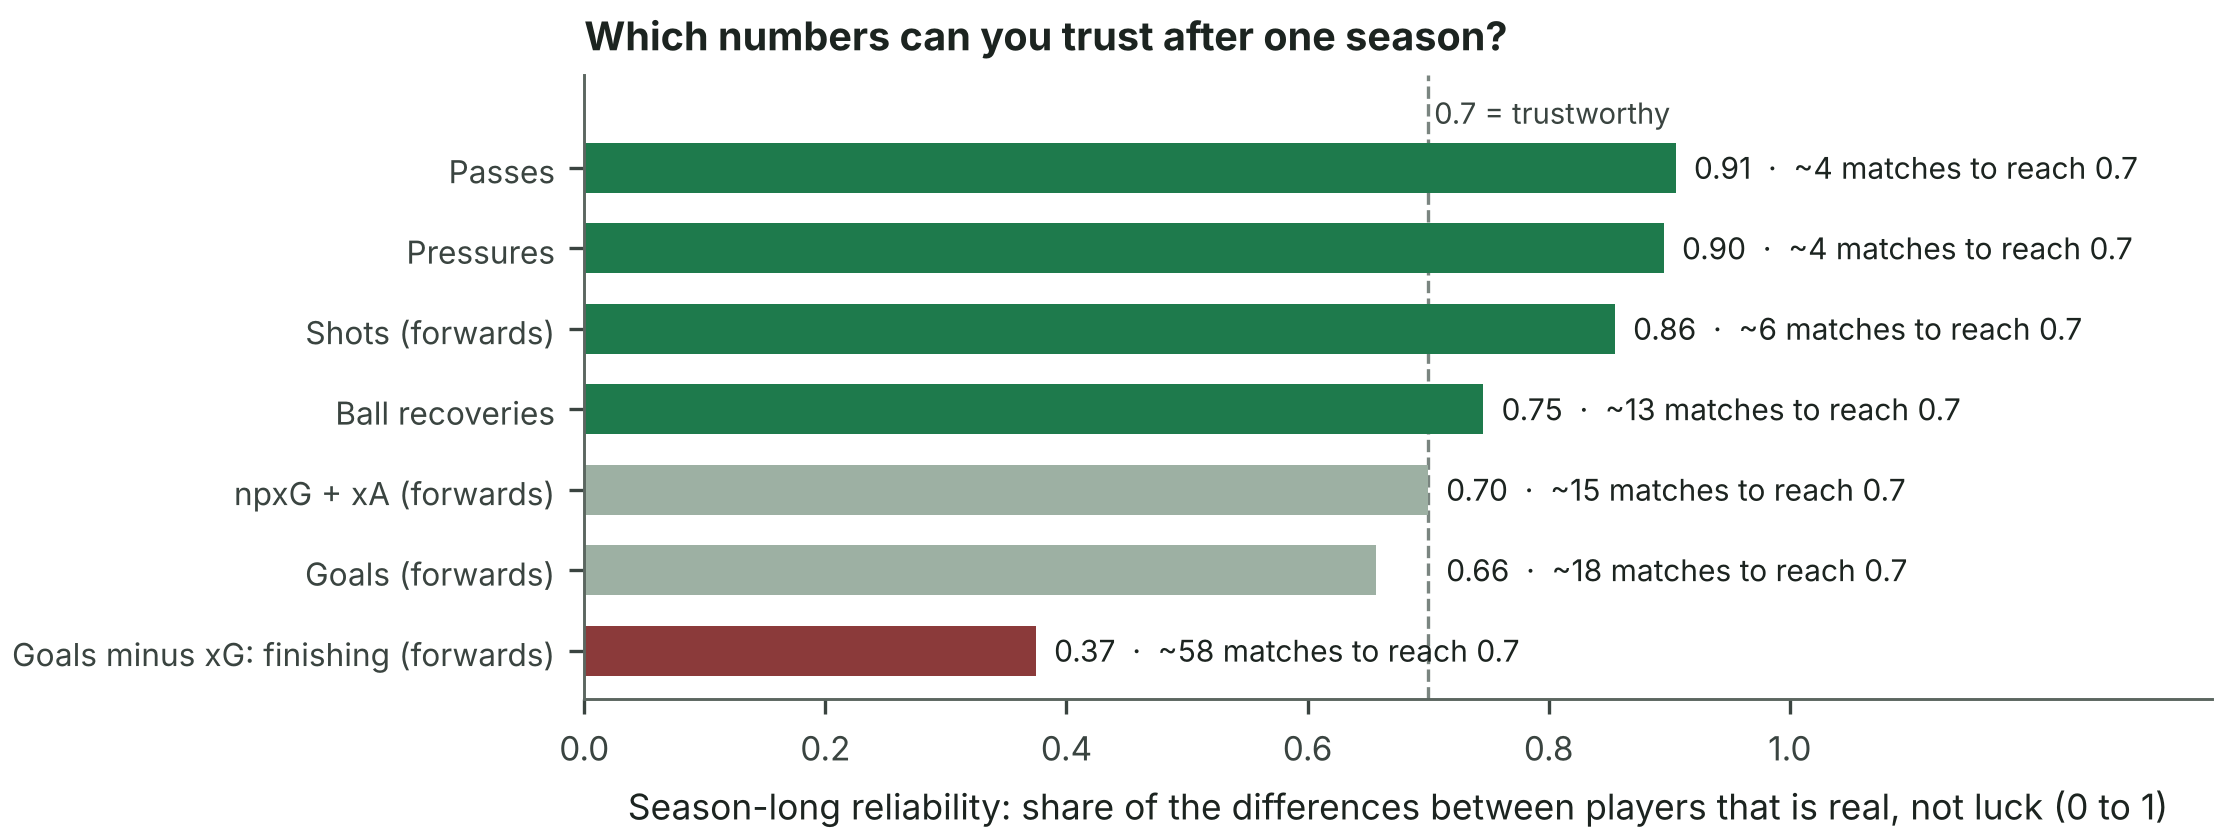 Which numbers can you trust after one season?
0.7 = trustworthy
Passes 0.91 · ~4 matches to reach 0.7
Pressures 0.90 · ~4 matches to reach 0.7
Shots (forwards) 0.86 · ~6 matches to reach 0.7
Ball recoveries 0.75 · ~13 matches to reach 0.7
npxG + xA (forwards) 0.70 · ~15 matches to reach 0.7
Goals (forwards) 0.66 · ~18 matches to reach 0.7
Goals minus xG: finishing (forwards) 0.37 · ~58 matches to reach 0.7
0.0 0.2 0.4 0.6 0.8 1.0
Season-long reliability: share of the differences between players that is real, not luck (0 to 1)